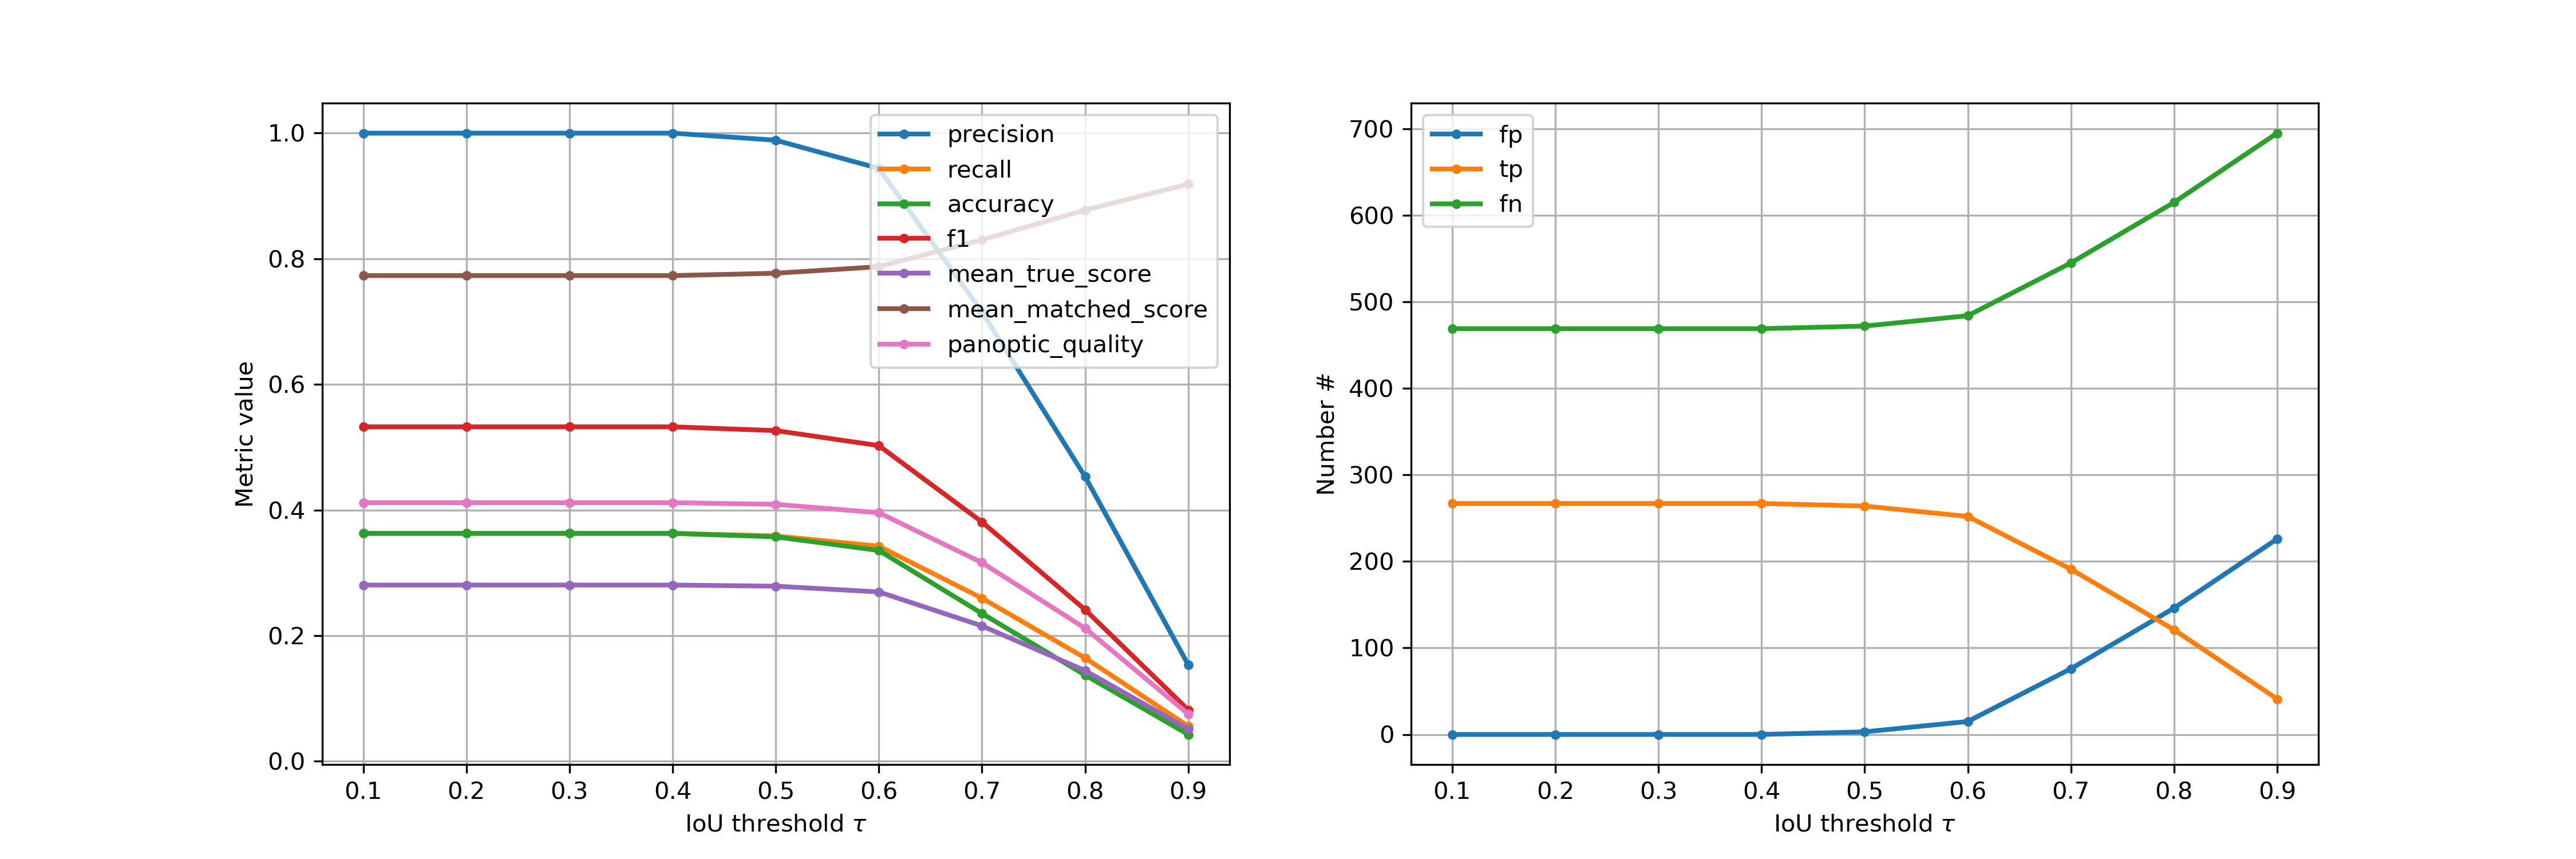 1.0
0.8
0.6
0.4
0.2
0.0
Metric value
0.1 0.2 0.3 0.4 0.5 0.6 0.7 0.8 0.9
IoU threshold τ
precision
recall
accuracy
f1
mean_true_score
mean_matched_score
panoptic_quality
700
600
500
400
300
200
100
0
Number #
0.1 0.2 0.3 0.4 0.5 0.6 0.7 0.8 0.9
IoU threshold τ
fp
tp
fn